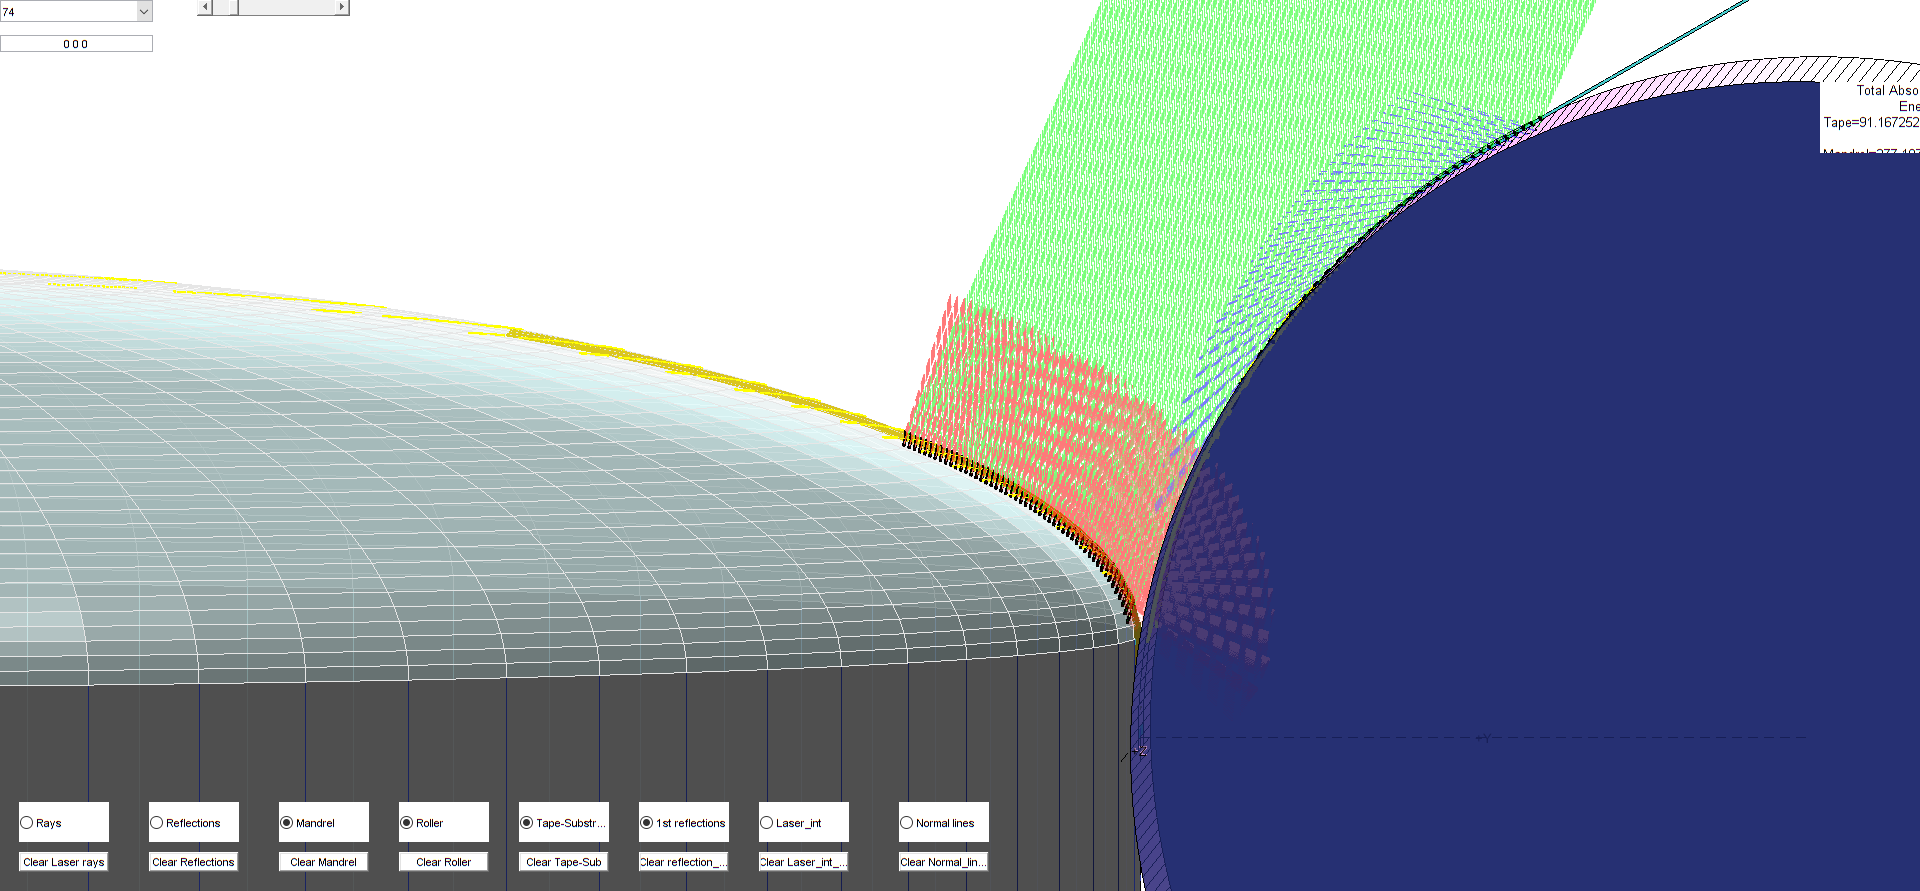 74
0 0 0
Total Abso
Ene
Tape=91.167252
+Y
Rays
Reflections
Mandrel
Roller
Tape-Substr...
1st reflections
Laser_int
Normal lines
Clear Laser rays
Clear Reflections
Clear Mandrel
Clear Roller
Clear Tape-Sub
Clear reflection_...
Clear Laser_int_...
Clear Normal_lin...